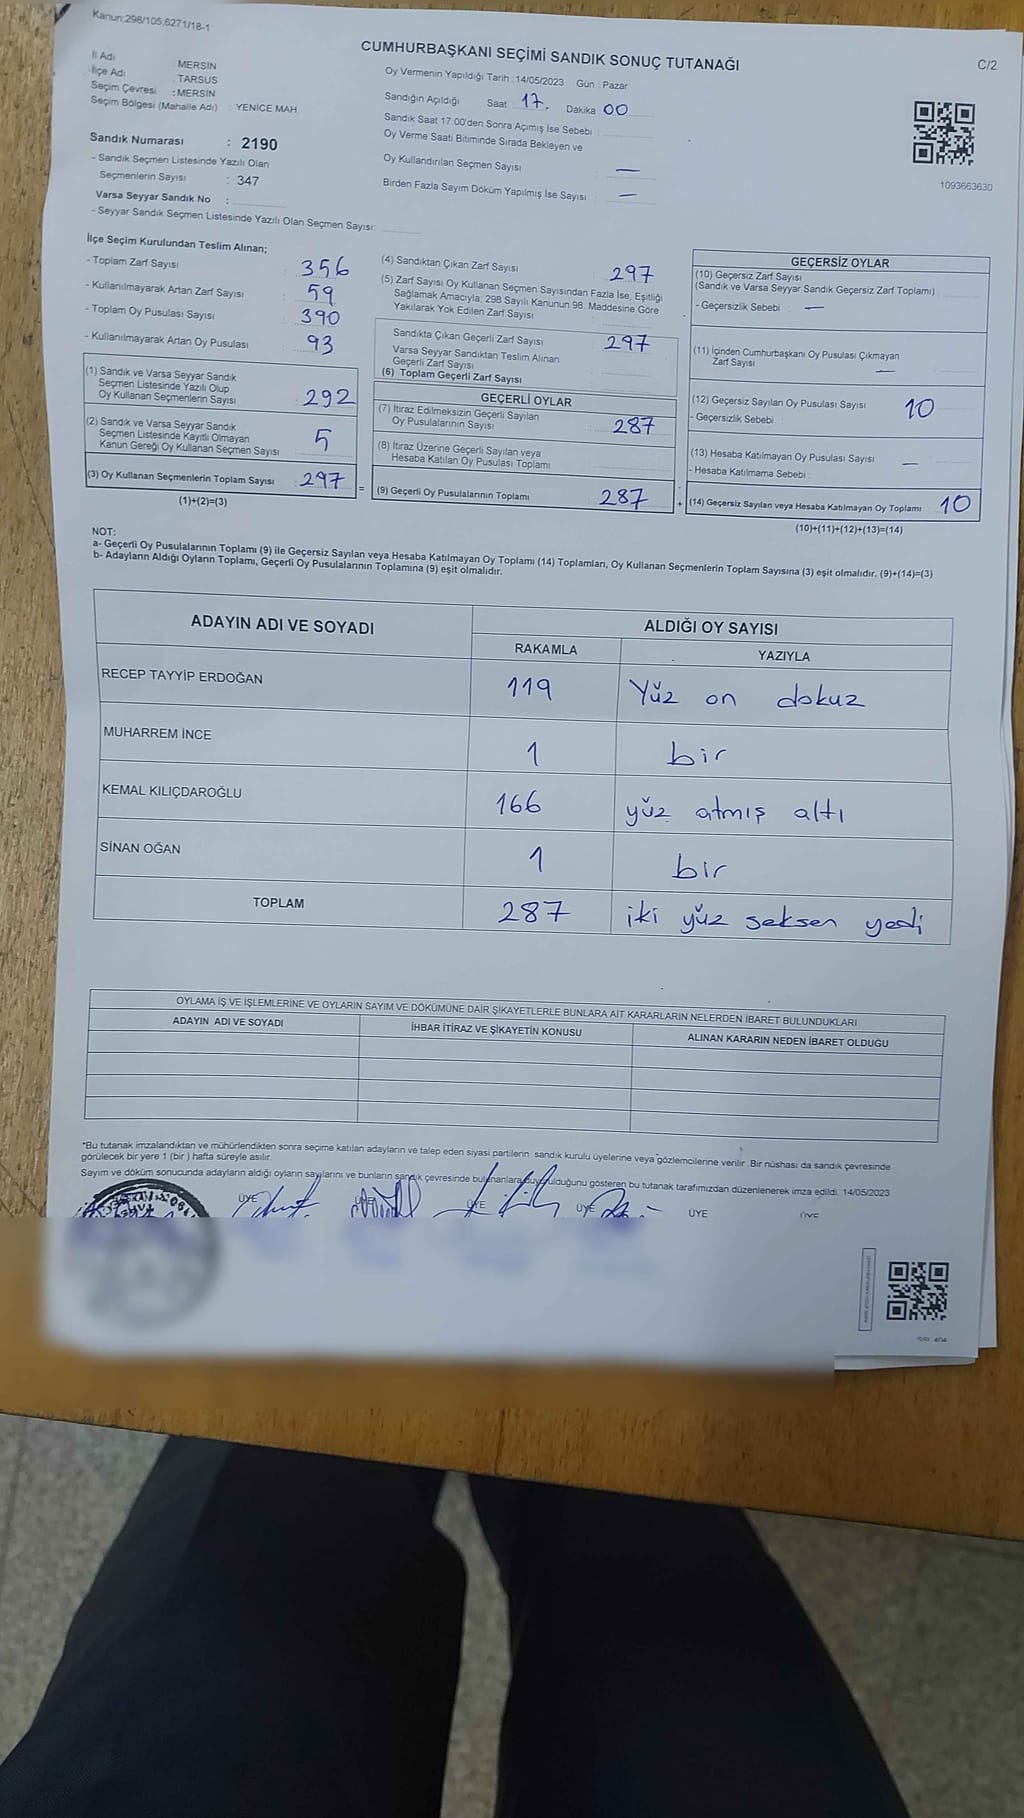 Kanun;298/105,6271/18-1
CUMHURBAŞKANI SEÇİMİ SANDIK SONUÇ TUTANAĞI
C/2
İl Adı MERSİN
İlçe Adı : TARSUS
Seçim Çevresi : MERSİN
Seçim Bölgesi (Mahalle Adı) : YENİCE MAH.
Oy Vermenin Yapıldığı Tarih : 14/05/2023 Gün : Pazar
Sandığın Açıldığı Saat 17. Dakika : 00
Sandık Saat 17:00'den Sonra Açımış İse Sebebi
Oy Verme Saati Bitiminde Sırada Bekleyen ve
Oy Kullandırılan Seçmen Sayısı : —
Birden Fazla Sayım Döküm Yapılmış İse Sayısı : —
1093663630
Sandık Numarası : 2190
- Sandık Seçmen Listesinde Yazılı Olan
Seçmenlerin Sayısı : 347
Varsa Seyyar Sandık No :
- Seyyar Sandık Seçmen Listesinde Yazılı Olan Seçmen Sayısı:
İlçe Seçim Kurulundan Teslim Alınan;
- Toplam Zarf Sayısı : 356
- Kullanılmayarak Artan Zarf Sayısı : 59
- Toplam Oy Pusulası Sayısı : 390
- Kullanılmayarak Artan Oy Pusulası : 93
(1) Sandık ve Varsa Seyyar Sandık
Seçmen Listesinde Yazılı Olup
Oy Kullanan Seçmenlerin Sayısı : 292
(2) Sandık ve Varsa Seyyar Sandık
Seçmen Listesinde Kayıtlı Olmayan
Kanun Gereği Oy Kullanan Seçmen Sayısı : 5
(3) Oy Kullanan Seçmenlerin Toplam Sayısı : 297
(1)+(2)=(3)
(4) Sandıktan Çıkan Zarf Sayısı : 297
(5) Zarf Sayısı Oy Kullanan Seçmen Sayısından Fazla İse, Eşitliği
Sağlamak Amacıyla; 298 Sayılı Kanunun 98. Maddesine Göre
Yakılarak Yok Edilen Zarf Sayısı :
Sandıkta Çıkan Geçerli Zarf Sayısı : 297
Varsa Seyyar Sandıktan Teslim Alınan
Geçerli Zarf Sayısı
(6) Toplam Geçerli Zarf Sayısı
GEÇERLİ OYLAR
(7) İtiraz Edilmeksizin Geçerli Sayılan
Oy Pusulalarının Sayısı : 287
(8) İtiraz Üzerine Geçerli Sayılan veya
Hesaba Katılan Oy Pusulası Toplamı
= (9) Geçerli Oy Pusulalarının Toplamı : 287
GEÇERSİZ OYLAR
(10) Geçersiz Zarf Sayısı
(Sandık ve Varsa Seyyar Sandık Geçersiz Zarf Toplamı) :
- Geçersizlik Sebebi : —
(11) İçinden Cumhurbaşkanı Oy Pusulası Çıkmayan
Zarf Sayısı —
(12) Geçersiz Sayılan Oy Pusulası Sayısı : 10
- Geçersizlik Sebebi :
(13) Hesaba Katılmayan Oy Pusulası Sayısı : —
- Hesaba Katılmama Sebebi :
+ (14) Geçersiz Sayılan veya Hesaba Katılmayan Oy Toplamı 10
(10)+(11)+(12)+(13)=(14)
NOT:
a- Geçerli Oy Pusulalarının Toplamı (9) ile Geçersiz Sayılan veya Hesaba Katılmayan Oy Toplamı (14) Toplamları, Oy Kullanan Seçmenlerin Toplam Sayısına (3) eşit olmalıdır. (9)+(14)=(3)
b- Adayların Aldığı Oyların Toplamı, Geçerli Oy Pusulalarının Toplamına (9) eşit olmalıdır.
ADAYIN ADI VE SOYADI ALDIĞI OY SAYISI
RAKAMLA YAZIYLA
RECEP TAYYİP ERDOĞAN 119 Yüz on dokuz
MUHARREM İNCE 1 bir
KEMAL KILIÇDAROĞLU 166 yüz atmış altı
SİNAN OĞAN 1 bir
TOPLAM 287 iki yüz seksen yedi
OYLAMA İŞ VE İŞLEMLERİNE VE OYLARIN SAYIM VE DÖKÜMÜNE DAİR ŞİKAYETLERLE BUNLARA AİT KARARLARIN NELERDEN İBARET BULUNDUKLARI
ADAYIN ADI VE SOYADI İHBAR İTİRAZ VE ŞİKAYETİN KONUSU ALINAN KARARIN NEDEN İBARET OLDUĞU
*Bu tutanak imzalandıktan ve mühürlendikten sonra seçime katılan adayların ve talep eden siyasi partilerin sandık kurulu üyelerine veya gözlemcilerine verilir. Bir nüshası da sandık çevresinde
görülecek bir yere 1 (bir) hafta süreyle asılır.
Sayım ve döküm sonucunda adayların aldığı oyların sayılarını ve bunların sandık çevresinde bulunanlara duyurulduğunu gösteren bu tutanak tarafımızdan düzenlenerek imza edildi. 14/05/2023
ÜYE ÜYE ÜYE ÜYE ÜYE ÜYE